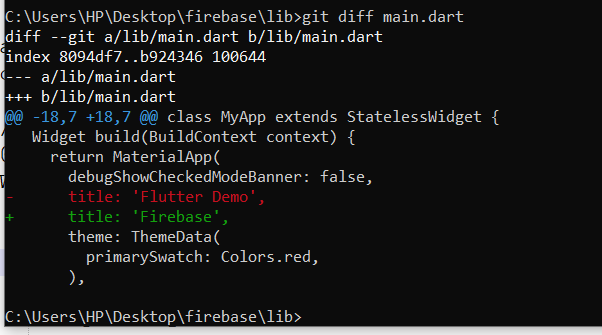 C:\Users\HP\Desktop\firebase\lib>git diff main.dart
diff --git a/lib/main.dart b/lib/main.dart
index 8094df7..b924346 100644
--- a/lib/main.dart
+++ b/lib/main.dart
@@ -18,7 +18,7 @@ class MyApp extends StatelessWidget {
   Widget build(BuildContext context) {
     return MaterialApp(
       debugShowCheckedModeBanner: false,
-      title: 'Flutter Demo',
+      title: 'Firebase',
       theme: ThemeData(
         primarySwatch: Colors.red,
       ),
C:\Users\HP\Desktop\firebase\lib>